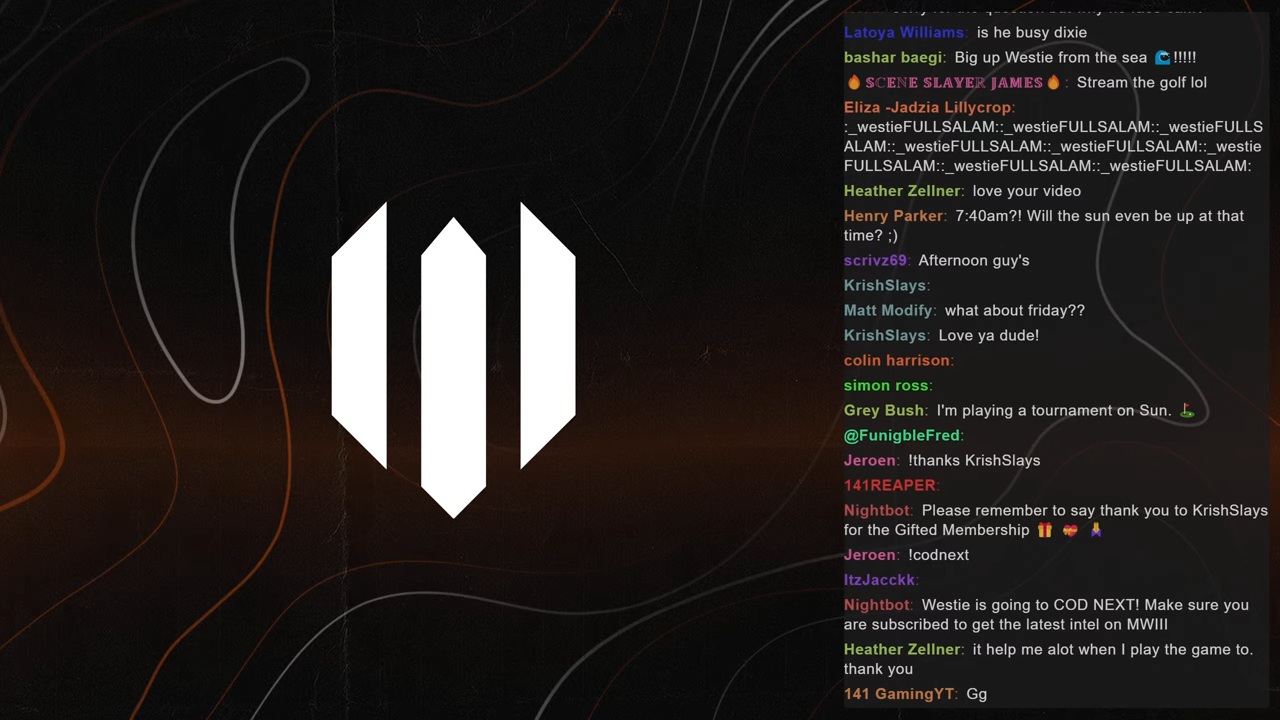 Latoya Williams: is he busy dixie
bashar baegi: Big up Westie from the sea 🌊!!!!!
🔥 𝕊ℂ𝔼ℕ𝔼 𝕊𝕃𝔸𝕐𝔼ℝ 𝕁𝔸𝕄𝔼𝕊🔥: Stream the golf lol
Eliza -Jadzia Lillycrop:
:_westieFULLSALAM::_westieFULLSALAM::_westieFULLS
ALAM::_westieFULLSALAM::_westieFULLSALAM::_westie
FULLSALAM::_westieFULLSALAM::_westieFULLSALAM:
Heather Zellner: love your video
Henry Parker: 7:40am?! Will the sun even be up at that
time? ;)
scrivz69: Afternoon guy's
KrishSlays:
Matt Modify: what about friday??
KrishSlays: Love ya dude!
colin harrison:
simon ross:
Grey Bush: I'm playing a tournament on Sun. ⛳
@FunigbleFred:
Jeroen: !thanks KrishSlays
141REAPER:
Nightbot: Please remember to say thank you to KrishSlays
for the Gifted Membership 🎁 💝 🙏
Jeroen: !codnext
ItzJacckk:
Nightbot: Westie is going to COD NEXT! Make sure you
are subscribed to get the latest intel on MWIII
Heather Zellner: it help me alot when I play the game to.
thank you
141 GamingYT: Gg